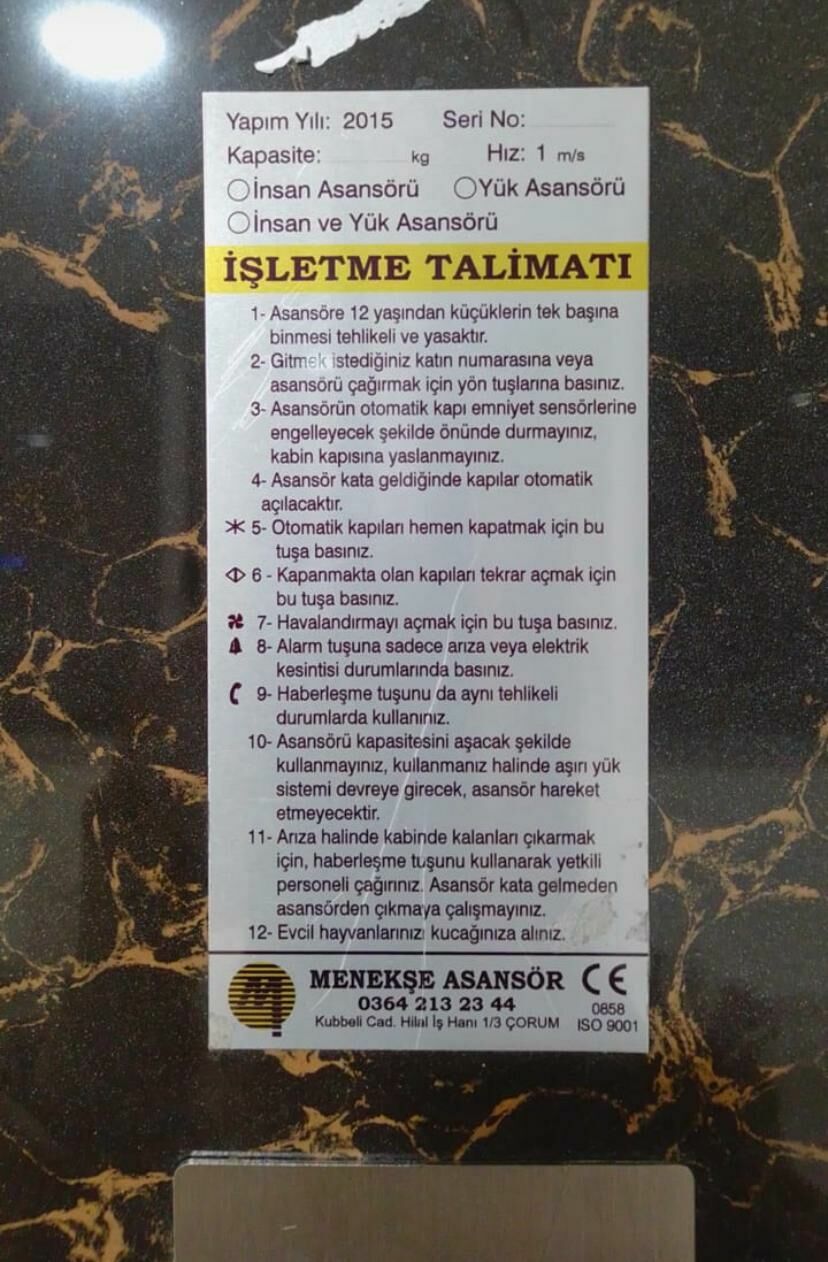 Yapım Yılı: 2015 Seri No:
Kapasite: kg Hız: 1 m/s
İnsan Asansörü Yük Asansörü
İnsan ve Yük Asansörü
İŞLETME TALİMATI
1- Asansöre 12 yaşından küçüklerin tek başına
binmesi tehlikeli ve yasaktır.
2- Gitmek istediğiniz katın numarasına veya
asansörü çağırmak için yön tuşlarına basınız.
3- Asansörün otomatik kapı emniyet sensörlerine
engelleyecek şekilde önünde durmayınız,
kabin kapısına yaslanmayınız.
4- Asansör kata geldiğinde kapılar otomatik
açılacaktır.
5- Otomatik kapıları hemen kapatmak için bu
tuşa basınız.
6 - Kapanmakta olan kapıları tekrar açmak için
bu tuşa basınız.
7- Havalandırmayı açmak için bu tuşa basınız.
8- Alarm tuşuna sadece arıza veya elektrik
kesintisi durumlarında basınız.
9- Haberleşme tuşunu da aynı tehlikeli
durumlarda kullanınız.
10- Asansörü kapasitesini aşacak şekilde
kullanmayınız, kullanmanız halinde aşırı yük
sistemi devreye girecek, asansör hareket
etmeyecektir.
11- Arıza halinde kabinde kalanları çıkarmak
için, haberleşme tuşunu kullanarak yetkili
personeli çağırınız. Asansör kata gelmeden
asansörden çıkmaya çalışmayınız.
12- Evcil hayvanlarınızı kucağınıza alınız.
MENEKŞE ASANSÖR CE
0364 213 23 44 0858
Kubbeli Cad. Hilal İş Hanı 1/3 ÇORUM ISO 9001